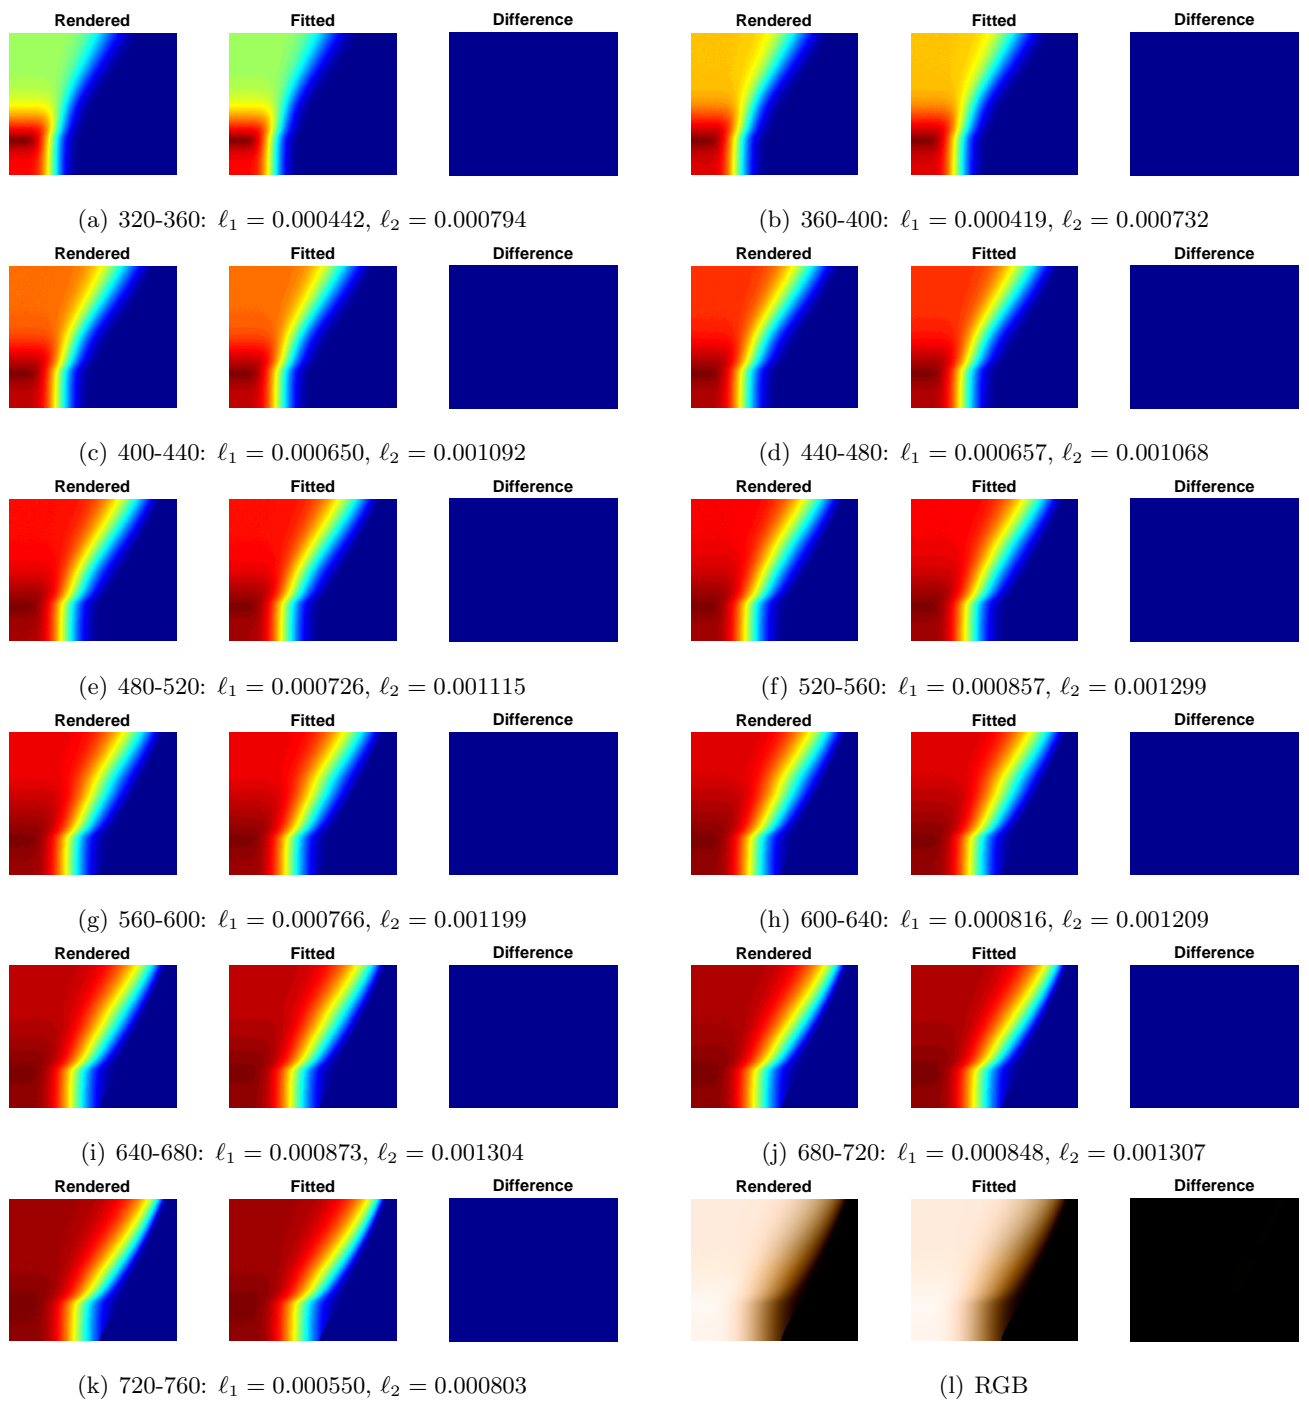 Rendered Fitted Difference Rendered Fitted Difference
(a) 320-360: ℓ₁ = 0.000442, ℓ₂ = 0.000794 (b) 360-400: ℓ₁ = 0.000419, ℓ₂ = 0.000732
Rendered Fitted Difference Rendered Fitted Difference
(c) 400-440: ℓ₁ = 0.000650, ℓ₂ = 0.001092 (d) 440-480: ℓ₁ = 0.000657, ℓ₂ = 0.001068
Rendered Fitted Difference Rendered Fitted Difference
(e) 480-520: ℓ₁ = 0.000726, ℓ₂ = 0.001115 (f) 520-560: ℓ₁ = 0.000857, ℓ₂ = 0.001299
Rendered Fitted Difference Rendered Fitted Difference
(g) 560-600: ℓ₁ = 0.000766, ℓ₂ = 0.001199 (h) 600-640: ℓ₁ = 0.000816, ℓ₂ = 0.001209
Rendered Fitted Difference Rendered Fitted Difference
(i) 640-680: ℓ₁ = 0.000873, ℓ₂ = 0.001304 (j) 680-720: ℓ₁ = 0.000848, ℓ₂ = 0.001307
Rendered Fitted Difference Rendered Fitted Difference
(k) 720-760: ℓ₁ = 0.000550, ℓ₂ = 0.000803 (l) RGB